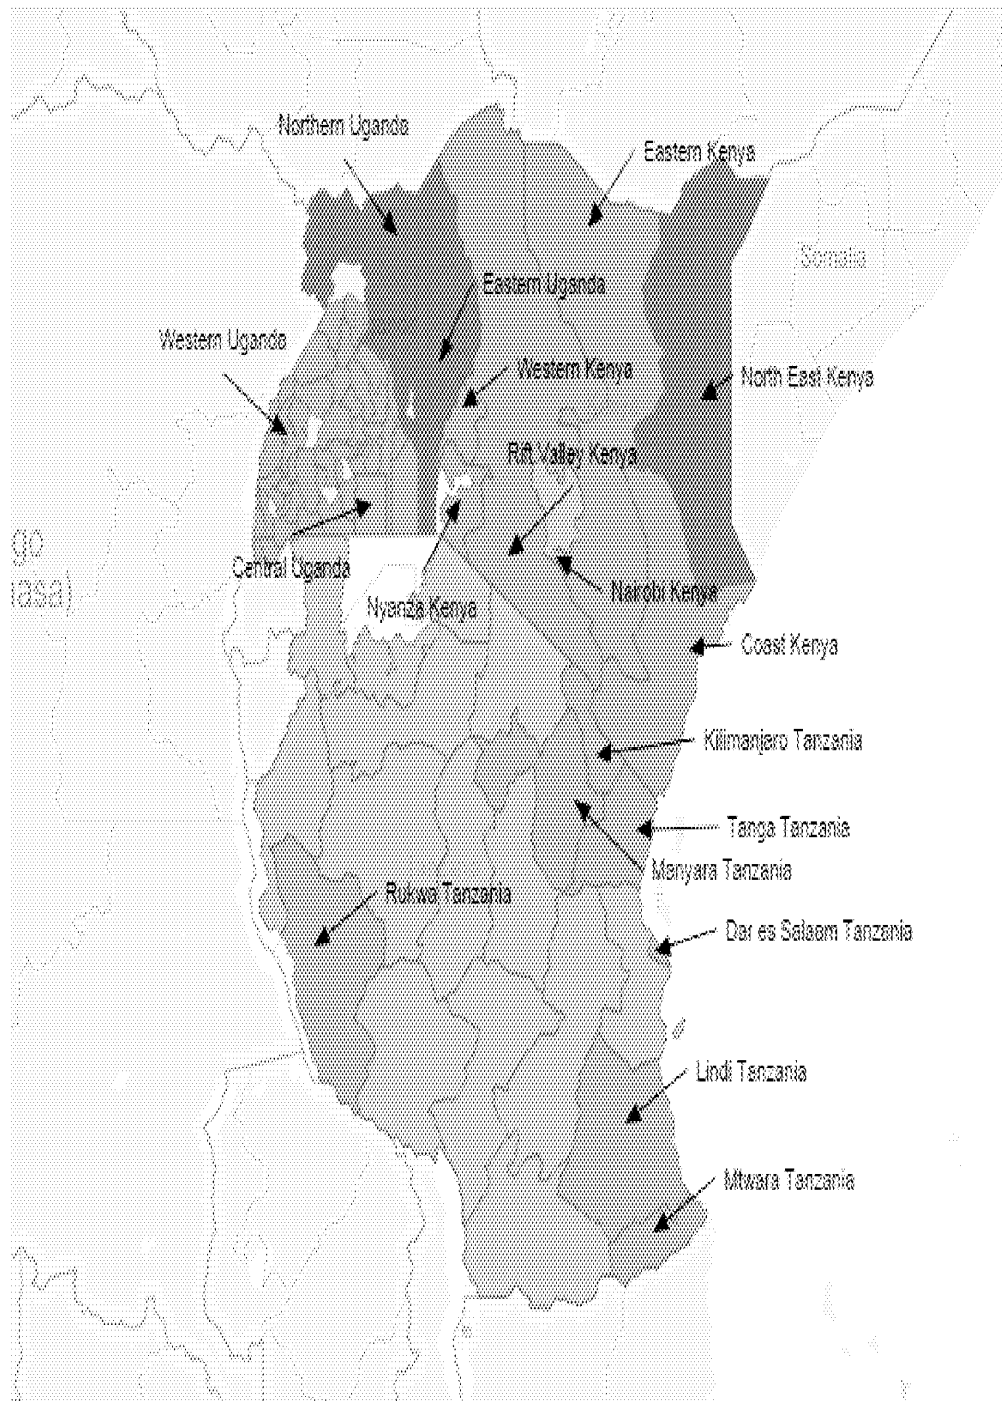 Northern Uganda
Eastern Kenya
Somalia
Eastern Uganda
Western Uganda
Western Kenya
North East Kenya
Rift Valley Kenya
go
Central Uganda
Nairobi Kenya
Nyanza Kenya
Coast Kenya
Kilimanjaro Tanzania
Tanga Tanzania
Manyara Tanzania
Rukwa Tanzania
Dar es Salaam Tanzania
Lindi Tanzania
Mtwara Tanzania